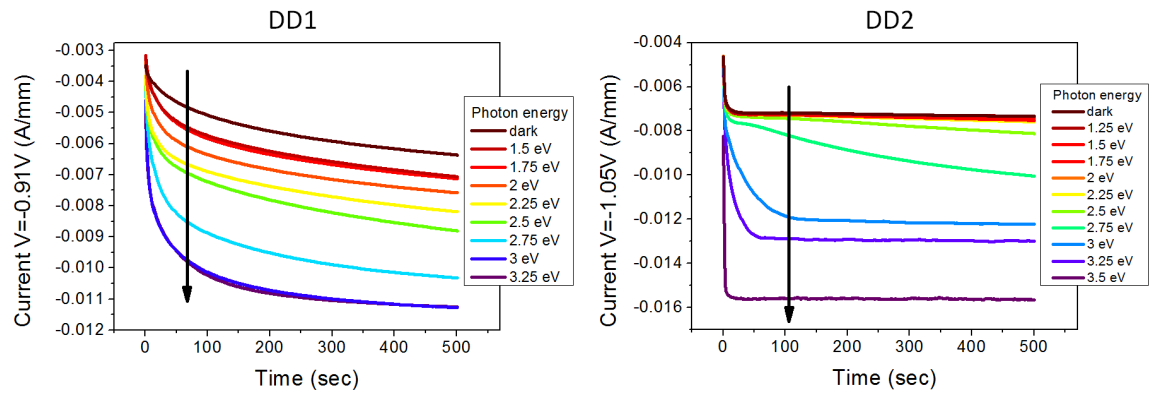 DD1
Current V=-0.91V (A/mm)
-0.003
-0.004
-0.005
-0.006
-0.007
-0.008
-0.009
-0.010
-0.011
-0.012
0
100
200
300
400
500
Time (sec)
Photon energy
dark
1.5 eV
1.75 eV
2 eV
2.25 eV
2.5 eV
2.75 eV
3 eV
3.25 eV
DD2
Current V=-1.05V (A/mm)
-0.004
-0.006
-0.008
-0.010
-0.012
-0.014
-0.016
0
100
200
300
400
500
Time (sec)
Photon energy
dark
1.25 eV
1.5 eV
1.75 eV
2 eV
2.25 eV
2.5 eV
2.75 eV
3 eV
3.25 eV
3.5 eV